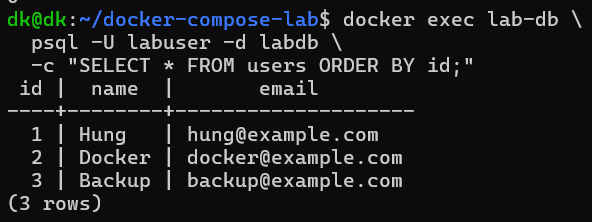 dk@dk:~/docker-compose-lab$ docker exec lab-db \
  psql -U labuser -d labdb \
  -c "SELECT * FROM users ORDER BY id;"
 id |  name  |       email
----+--------+--------------------
  1 | Hung   | hung@example.com
  2 | Docker | docker@example.com
  3 | Backup | backup@example.com
(3 rows)